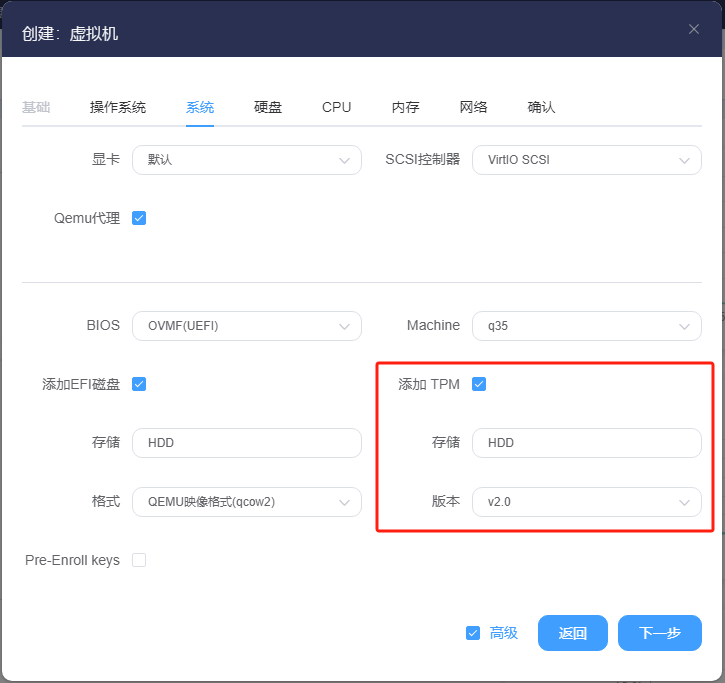 创建：虚拟机
基础 操作系统 系统 硬盘 CPU 内存 网络 确认
显卡 默认 SCSI控制器 VirtIO SCSI
Qemu代理
BIOS OVMF(UEFI) Machine q35
添加EFI磁盘 添加 TPM
存储 HDD 存储 HDD
格式 QEMU映像格式(qcow2) 版本 v2.0
Pre-Enroll keys
高级 返回 下一步